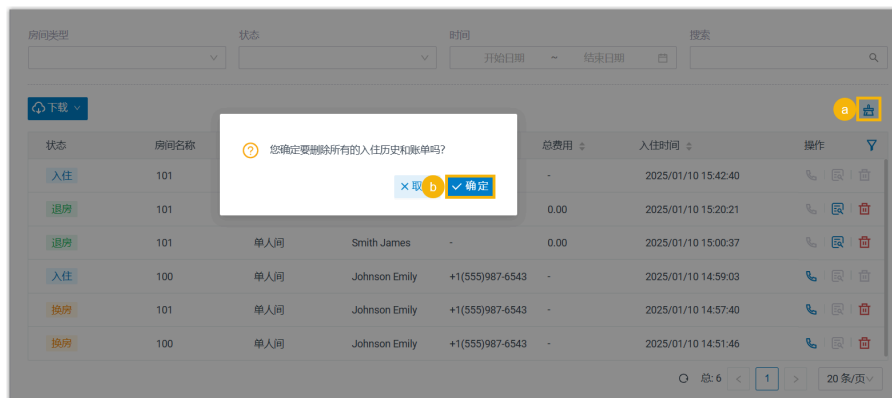 房间类型 状态 时间 搜索
开始日期 ~ 结束日期
下载
a
状态 房间名称 总费用 入住时间 操作
您确定要删除所有的入住历史和账单吗?
入住 101 - 2025/01/10 15:42:40
取 b 确定
退房 101 0.00 2025/01/10 15:20:21
退房 101 单人间 Smith James - 0.00 2025/01/10 15:00:37
入住 100 单人间 Johnson Emily +1(555)987-6543 - 2025/01/10 14:59:03
换房 101 单人间 Johnson Emily +1(555)987-6543 - 2025/01/10 14:57:40
换房 100 单人间 Johnson Emily +1(555)987-6543 - 2025/01/10 14:51:46
总: 6 < 1 > 20 条/页